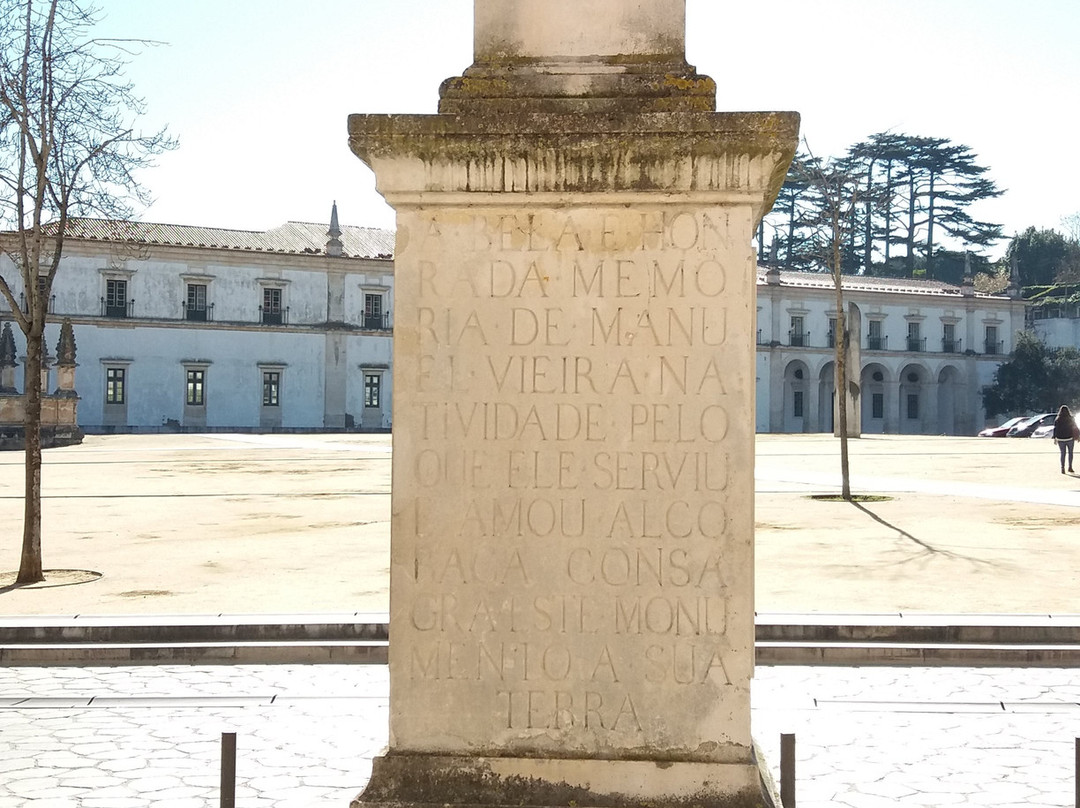 A BELA E HON
RADA MEMO
RIA DE MANU
EL VIEIRA NA
TIVIDADE PELO
QUE ELE SERVIU
E AMOU ALCO
BAÇA CONSA
GRA ESTE MONU
MENTO A SUA
TERRA